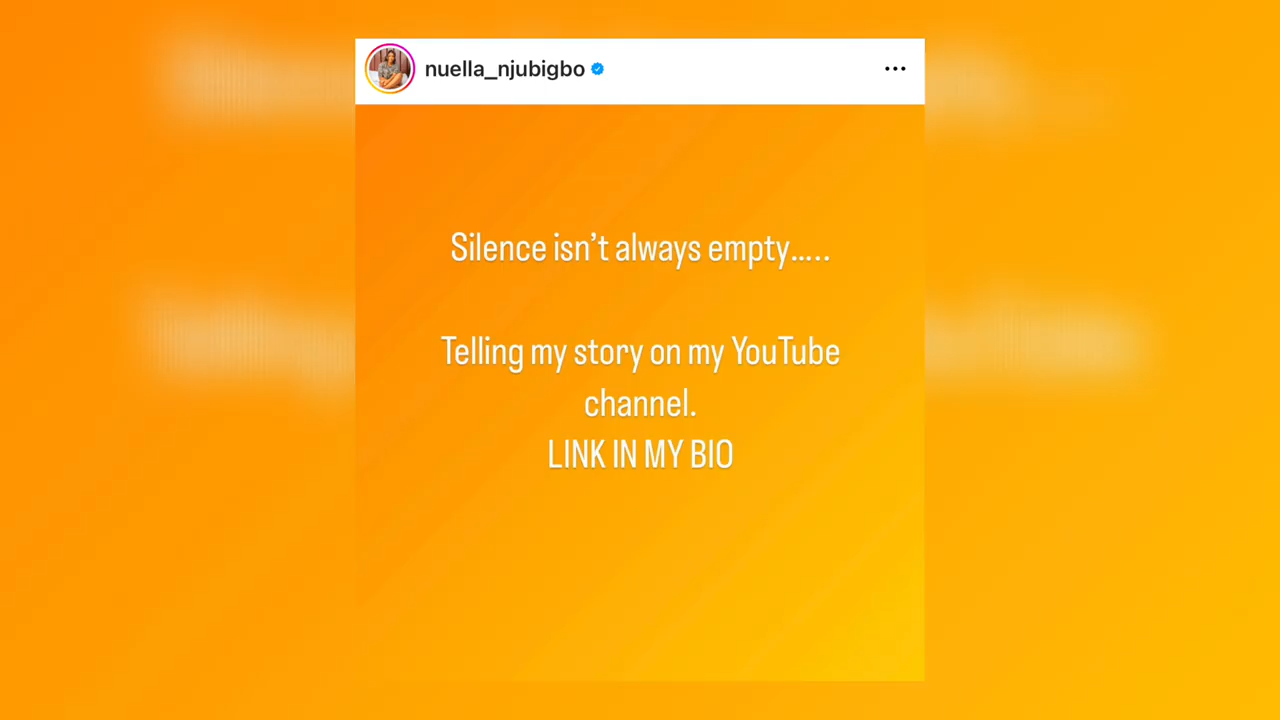 nuella_njubigbo
Silence isn’t always empty.....
Telling my story on my YouTube
channel.
LINK IN MY BIO